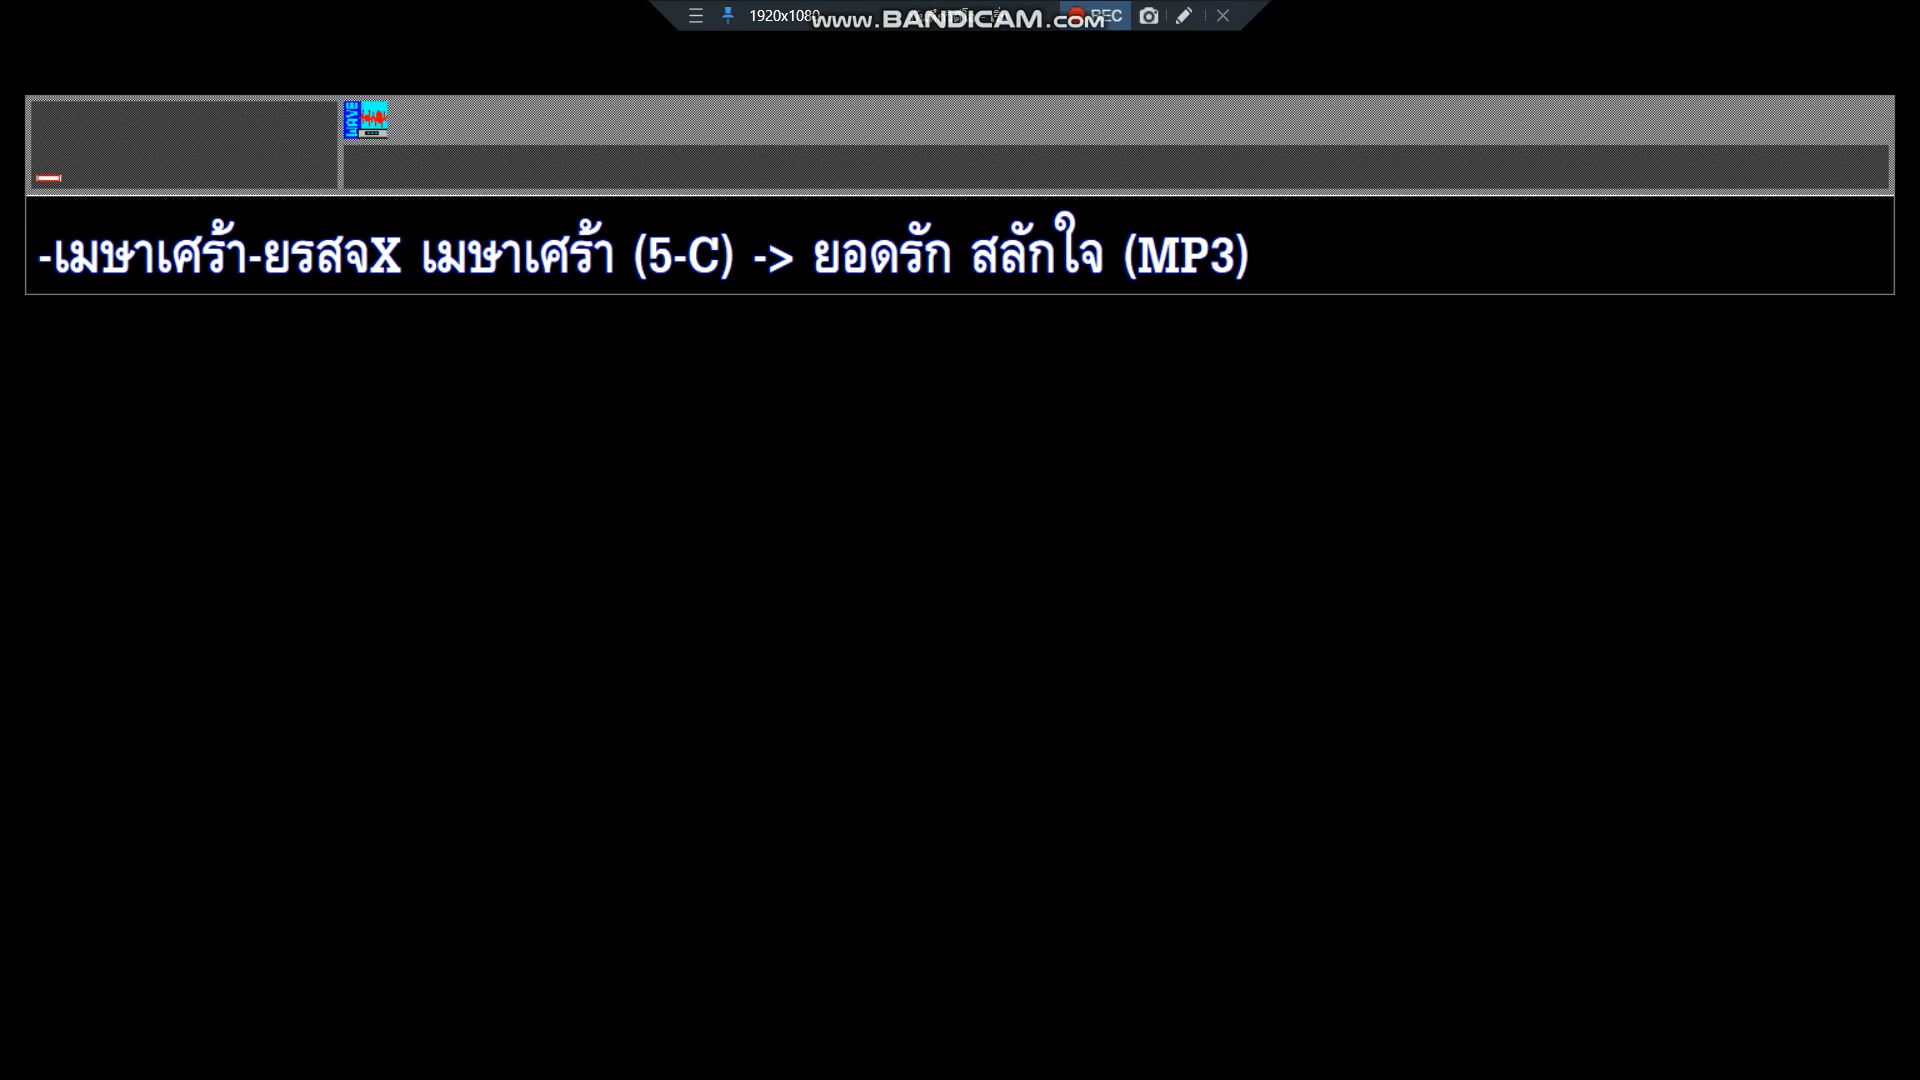 1920x1080
www.BANDICAM.com
REC
WAVE
-เมษาเศร้า-ยรสจX เมษาเศร้า (5-C) -> ยอดรัก สลักใจ (MP3)